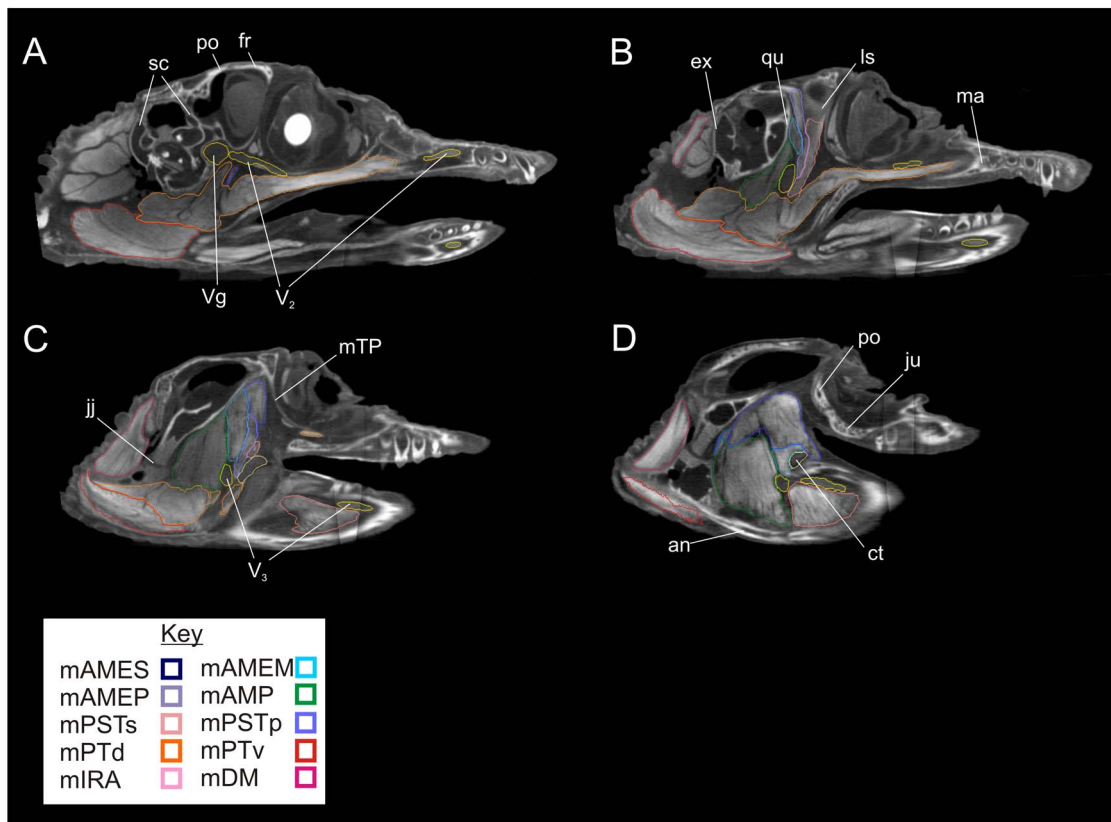 A
sc
po
fr
Vg
V₂
B
ex
qu
ls
ma
C
jj
mTP
V₃
D
po
ju
an
ct
Key
mAMES mAMEM
mAMEP mAMP
mPSTs mPSTp
mPTd mPTv
mIRA mDM